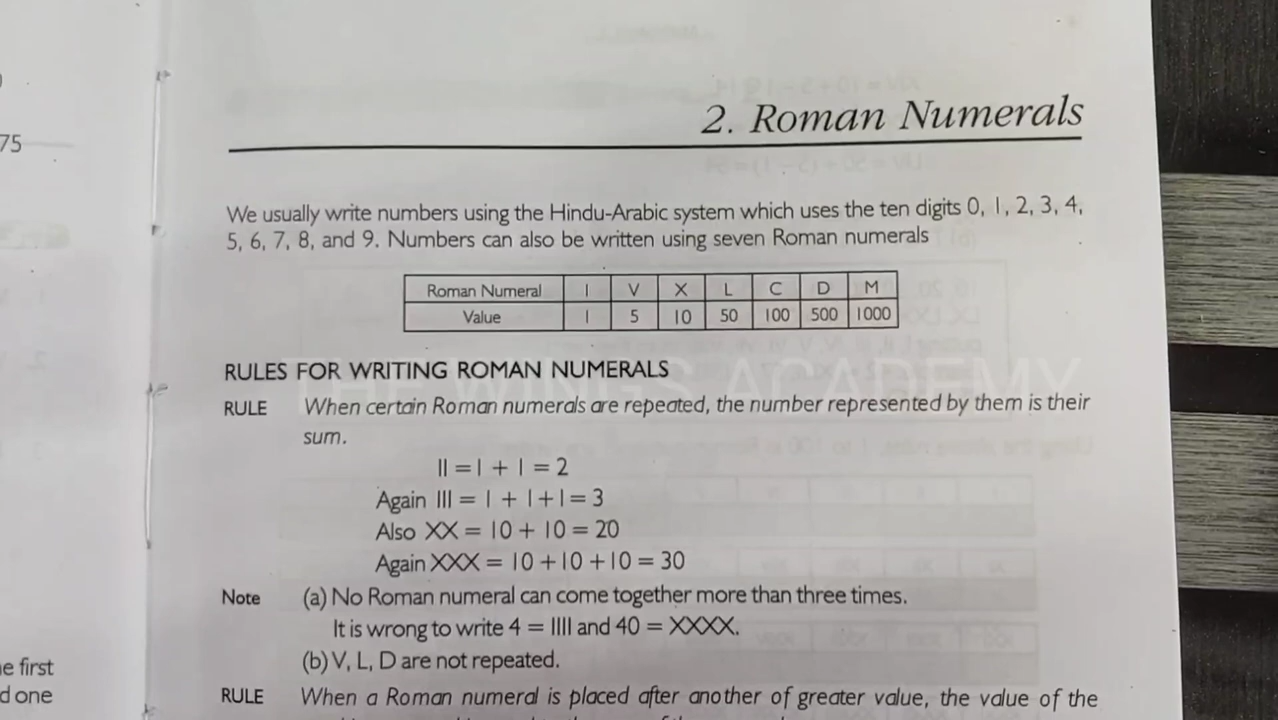 75
e first
d one
2. Roman Numerals
We usually write numbers using the Hindu-Arabic system which uses the ten digits 0, 1, 2, 3, 4,
5, 6, 7, 8, and 9. Numbers can also be written using seven Roman numerals
Roman Numeral I V X L C D M
Value 1 5 10 50 100 500 1000
THE WINGS ACADEMY
RULES FOR WRITING ROMAN NUMERALS
RULE When certain Roman numerals are repeated, the number represented by them is their
sum.
II = I + I = 2
Again III = I + I + I = 3
Also XX = 10 + 10 = 20
Again XXX = 10 + 10 + 10 = 30
Note (a) No Roman numeral can come together more than three times.
It is wrong to write 4 = IIII and 40 = XXXX.
(b) V, L, D are not repeated.
RULE When a Roman numeral is placed after another of greater value, the value of the